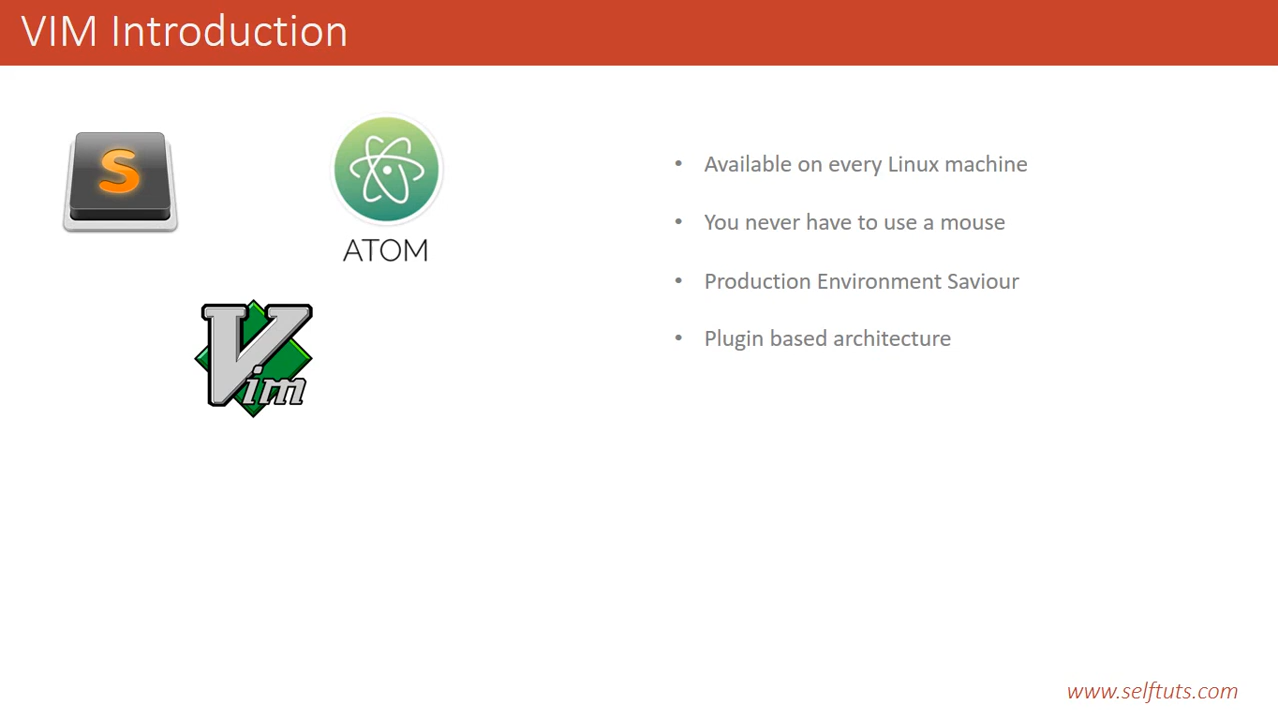 VIM Introduction
S
ATOM
Vim
• Available on every Linux machine
• You never have to use a mouse
• Production Environment Saviour
• Plugin based architecture
www.selftuts.com